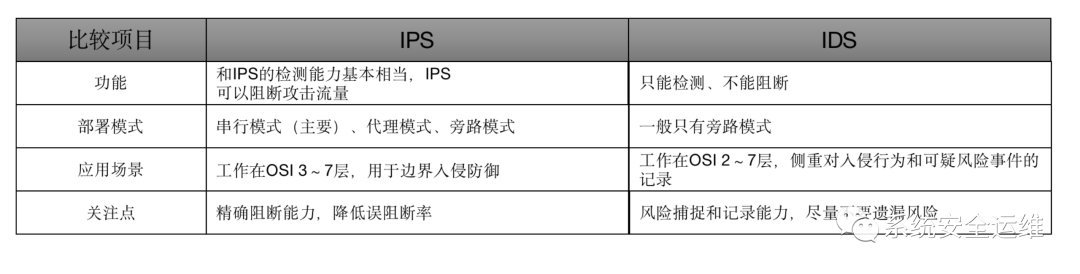 比较项目 IPS IDS
功能 和IPS的检测能力基本相当，IPS 只能检测、不能阻断
可以阻断攻击流量
部署模式 串行模式（主要）、代理模式、旁路模式 一般只有旁路模式
应用场景 工作在OSI 3～7层，用于边界入侵防御 工作在OSI 2～7层，侧重对入侵行为和可疑风险事件的
记录
关注点 精确阻断能力，降低误阻断率 风险捕捉和记录能力，尽量要遗漏风险
系统安全运维